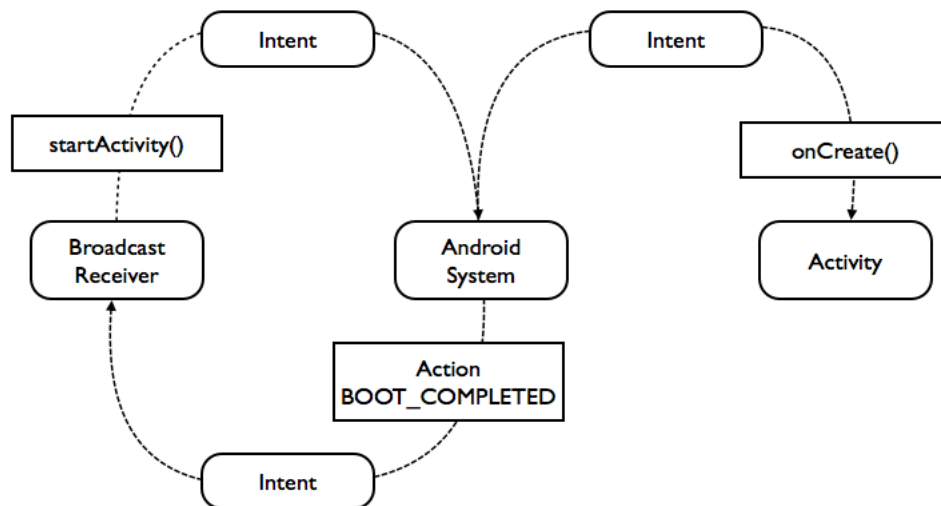 Intent
Intent
startActivity()
onCreate()
Broadcast
Receiver
Android
System
Activity
Action
BOOT_COMPLETED
Intent